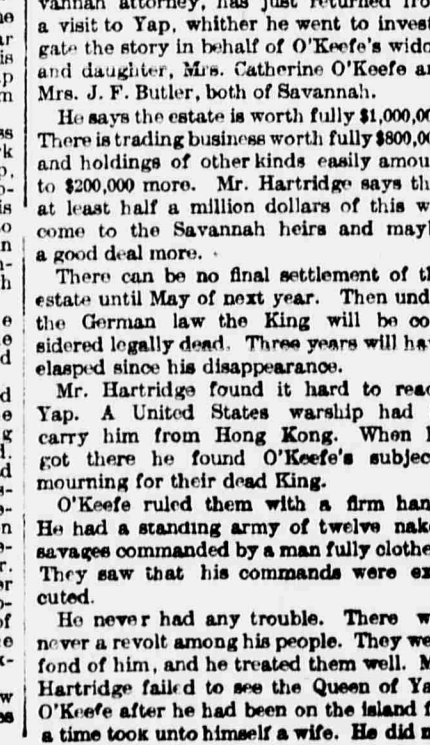 vannah attorney, has just returned fro
a visit to Yap, whither he went to invest
gate the story in behalf of O'Keefe's wido
and daughter, Mrs. Catherine O'Keefe a
Mrs. J. F. Butler, both of Savannah.
He says the estate is worth fully $1,000,00
There is trading business worth fully $800,00
and holdings of other kinds easily amou
to $200,000 more. Mr. Hartridge says th
at least half a million dollars of this w
come to the Savannah heirs and mayb
a good deal more.
There can be no final settlement of t
estate until May of next year. Then und
the German law the King will be co
sidered legally dead. Three years will ha
elapsed since his disappearance.
Mr. Hartridge found it hard to reac
Yap. A United States warship had
carry him from Hong Kong. When
got there he found O'Keefe's subjec
mourning for their dead King.
O'Keefe ruled them with a firm han
He had a standing army of twelve nak
savages commanded by a man fully clothe
They saw that his commands were ex
cuted.
He never had any trouble. There w
never a revolt among his people. They we
fond of him, and he treated them well. M
Hartridge failed to see the Queen of Ya
O'Keefe after he had been on the island f
a time took unto himself a wife. He did n